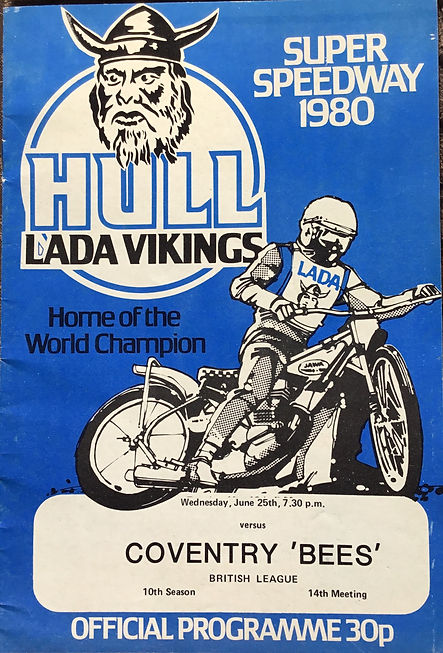 SUPER
SPEEDWAY
1980
HULL
LADA VIKINGS
Home of the
World Champion
LADA
JAWA
Wednesday, June 25th, 7.30 p.m.
versus
COVENTRY 'BEES'
BRITISH LEAGUE
10th Season 14th Meeting
OFFICIAL PROGRAMME 30p